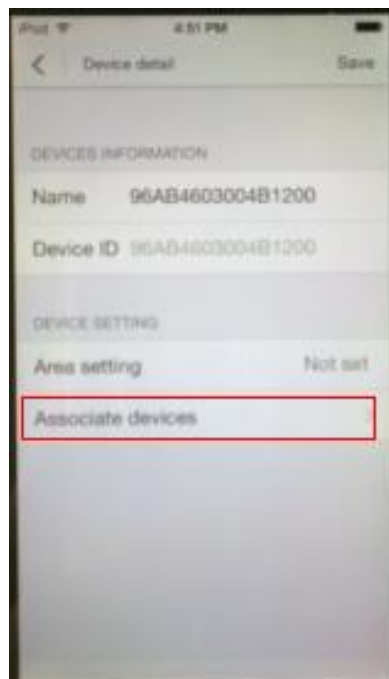 iPod 4:51 PM
Device detail Save
DEVICES INFORMATION
Name 96AB4603004B1200
Device ID 96AB4603004B1200
DEVICE SETTING
Area setting Not set
Associate devices